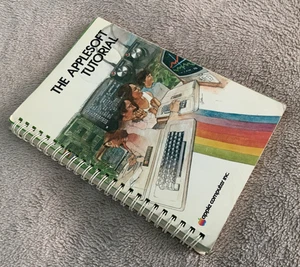 THE APPLESOFT
TUTORIAL
apple computer inc.